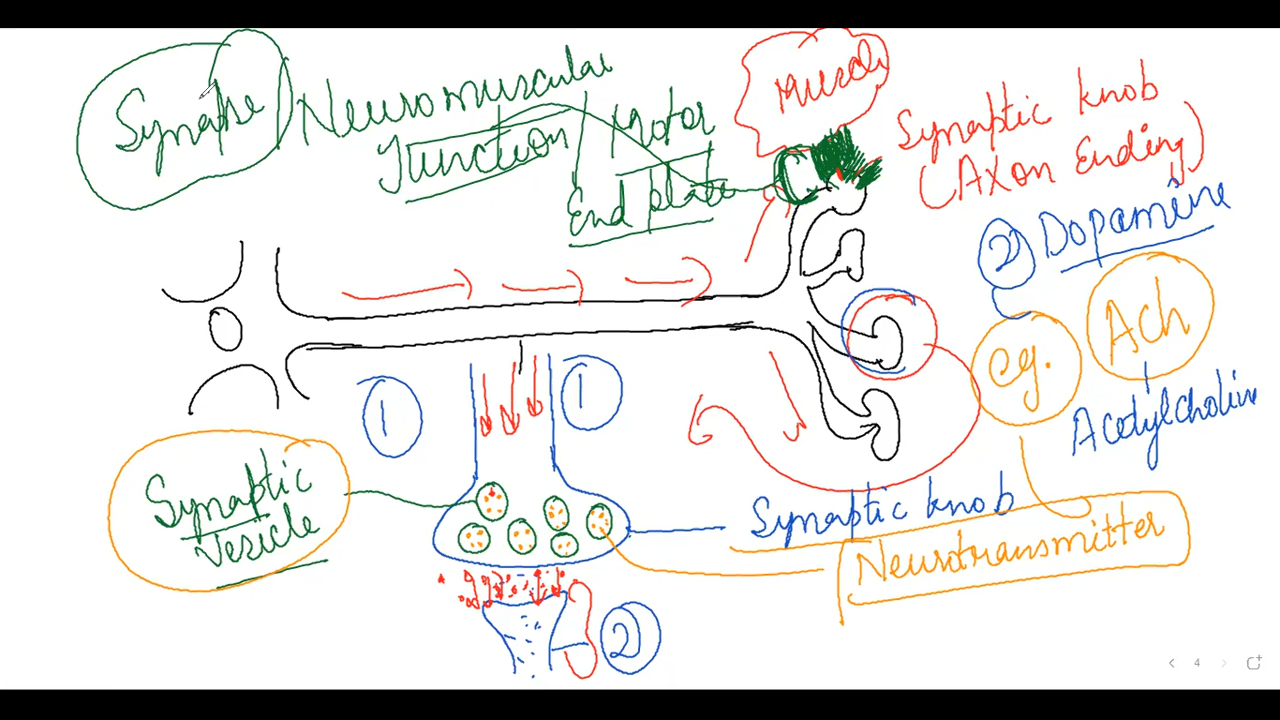 Synapse
Neuromuscular
Junction
Motor
End plate
Muscle
Synaptic knob
(Axon Ending)
2) Dopamine
eg.
Ach
Acetylcholine
1
1
Synaptic
Vesicle
Synaptic knob
Neurotransmitter
2
4